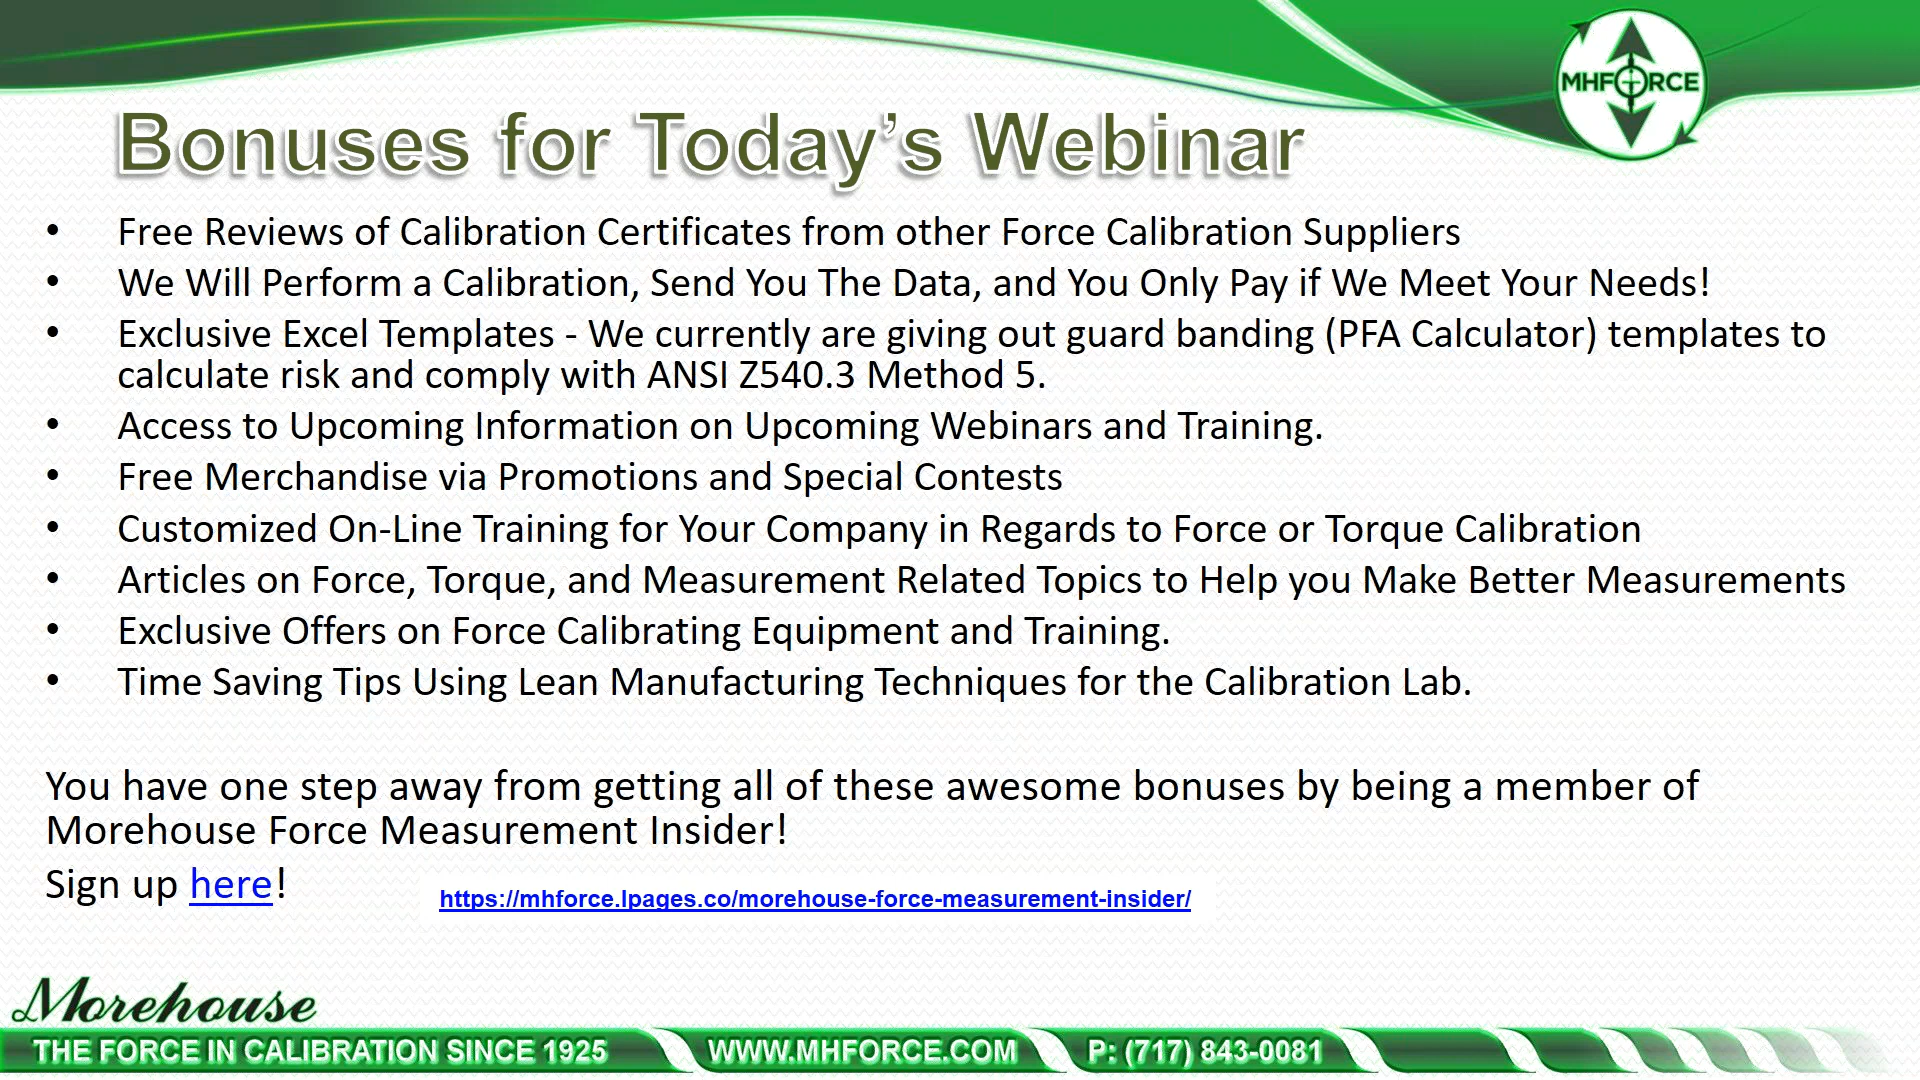 MHFORCE
Bonuses for Today’s Webinar
• Free Reviews of Calibration Certificates from other Force Calibration Suppliers
• We Will Perform a Calibration, Send You The Data, and You Only Pay if We Meet Your Needs!
• Exclusive Excel Templates - We currently are giving out guard banding (PFA Calculator) templates to
calculate risk and comply with ANSI Z540.3 Method 5.
• Access to Upcoming Information on Upcoming Webinars and Training.
• Free Merchandise via Promotions and Special Contests
• Customized On-Line Training for Your Company in Regards to Force or Torque Calibration
• Articles on Force, Torque, and Measurement Related Topics to Help you Make Better Measurements
• Exclusive Offers on Force Calibrating Equipment and Training.
• Time Saving Tips Using Lean Manufacturing Techniques for the Calibration Lab.
You have one step away from getting all of these awesome bonuses by being a member of
Morehouse Force Measurement Insider!
Sign up here!
https://mhforce.lpages.co/morehouse-force-measurement-insider/
Morehouse
THE FORCE IN CALIBRATION SINCE 1925 WWW.MHFORCE.COM P: (717) 843-0081